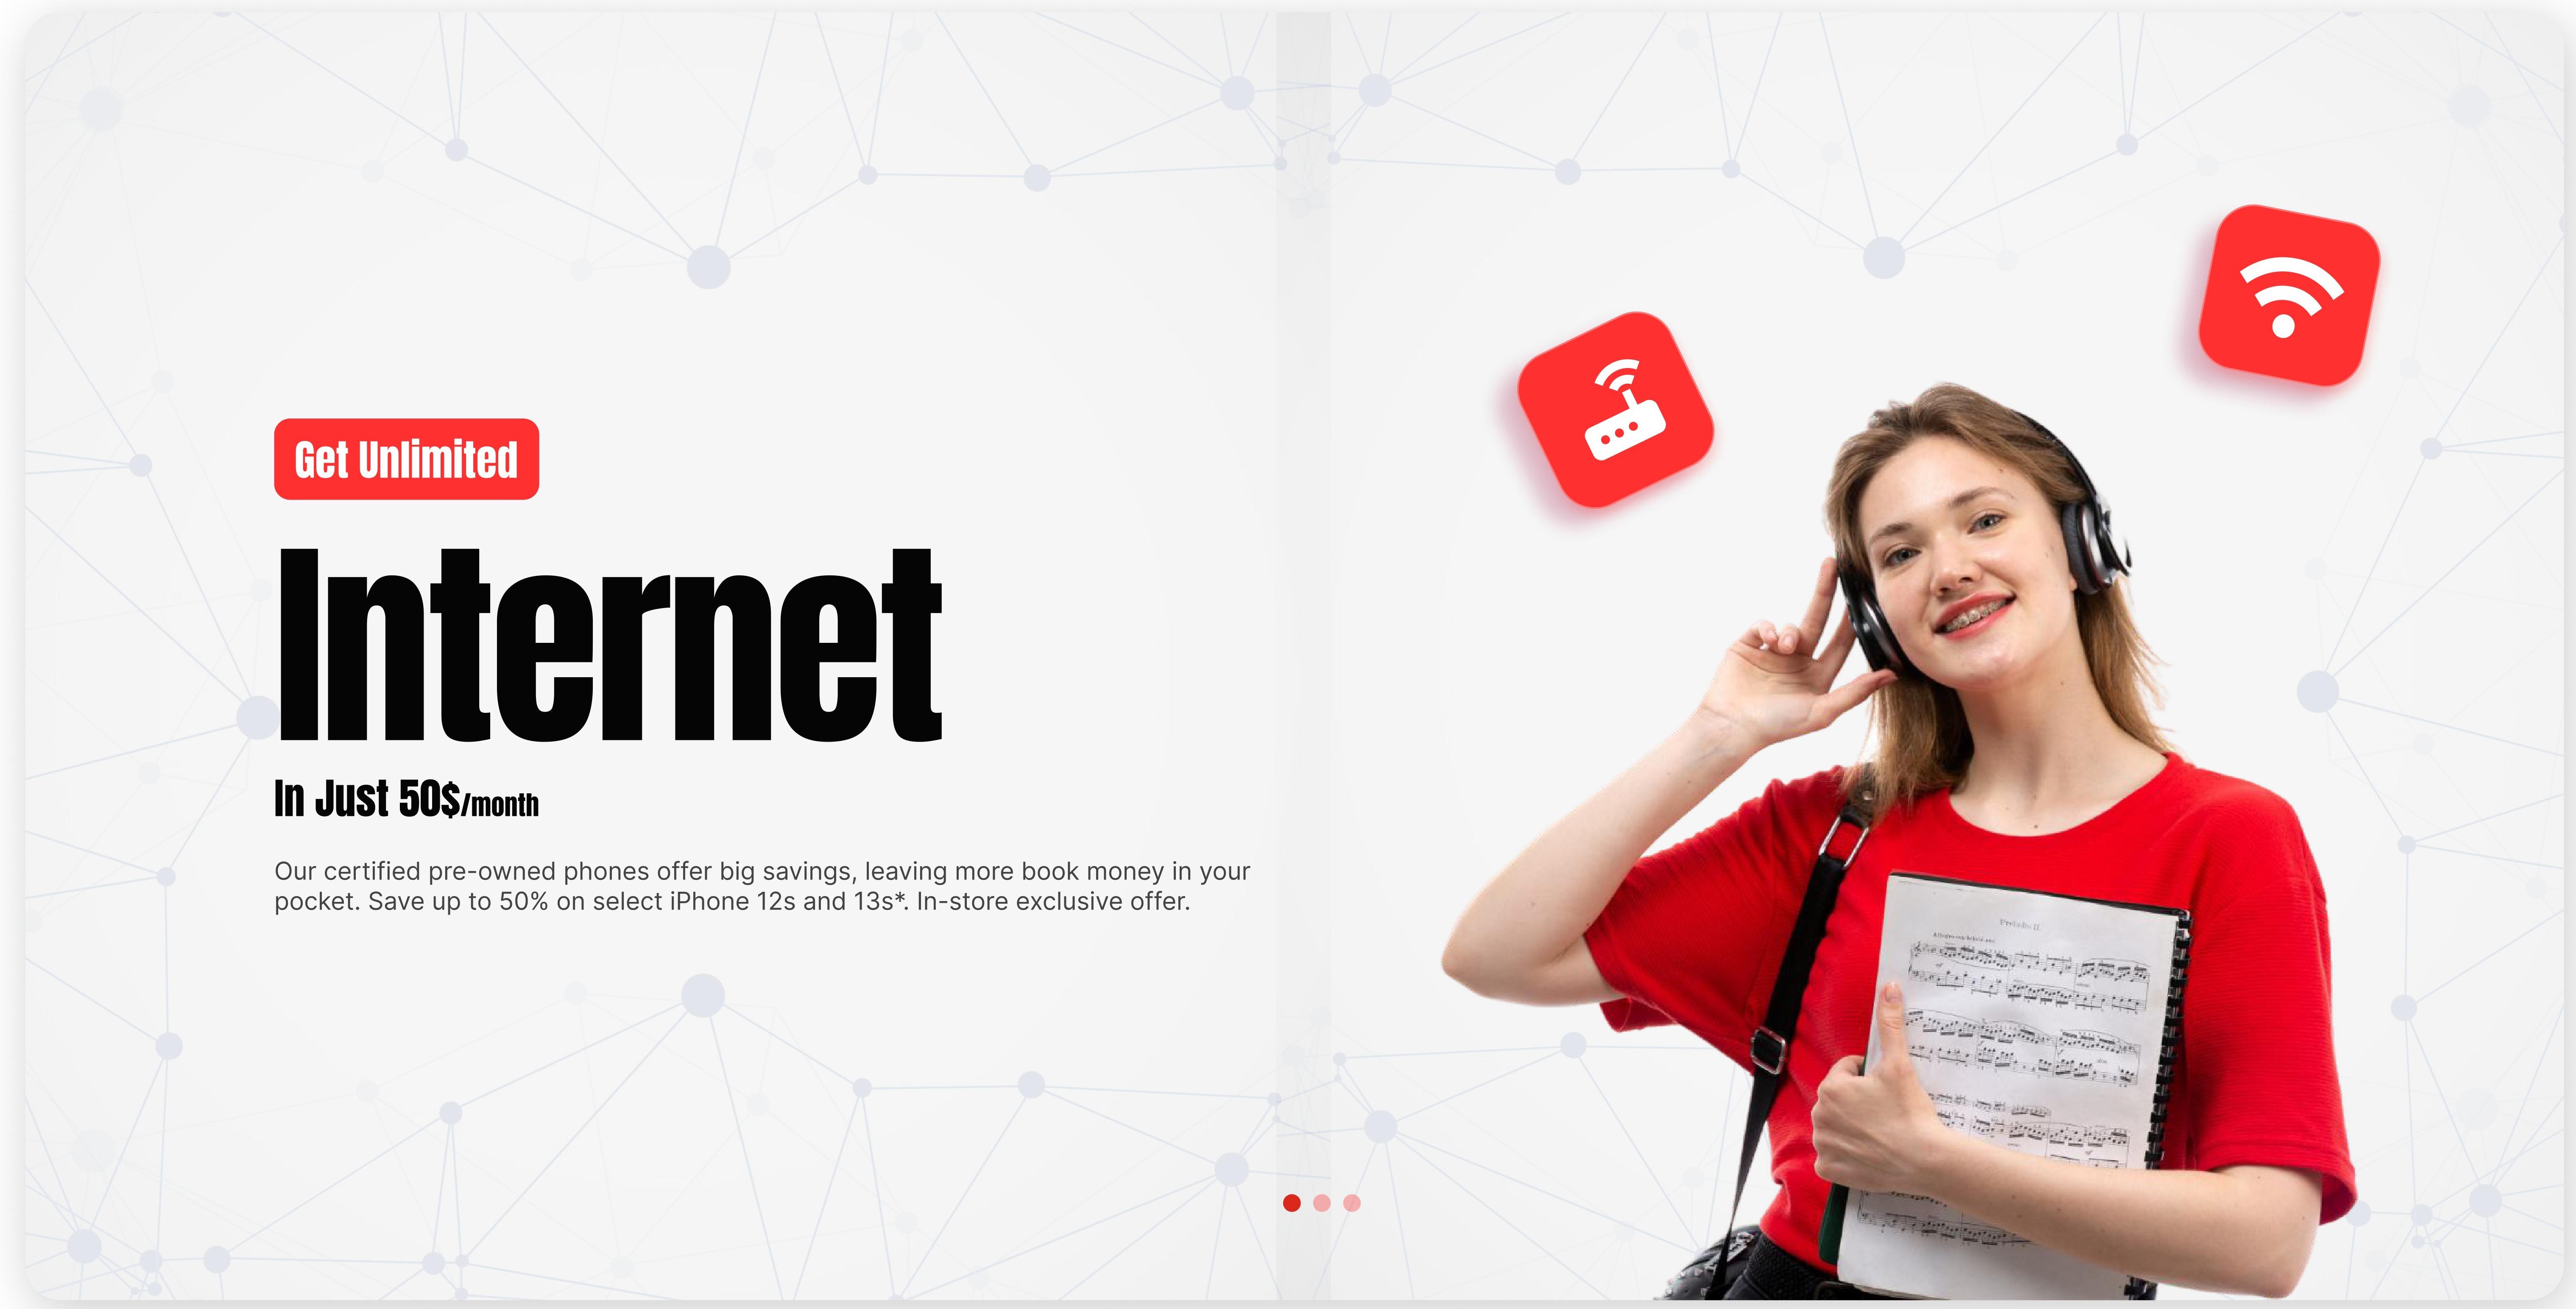 Get Unlimited
Internet
In Just 50$/month
Our certified pre-owned phones offer big savings, leaving more book money in your
pocket. Save up to 50% on select iPhone 12s and 13s*. In-store exclusive offer.
Preludio II.